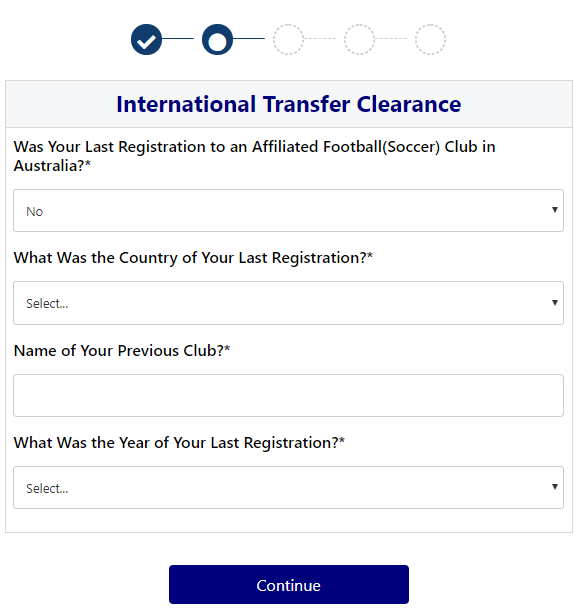 International Transfer Clearance
Was Your Last Registration to an Affiliated Football(Soccer) Club in
Australia?*
No
What Was the Country of Your Last Registration?*
Select...
Name of Your Previous Club?*
What Was the Year of Your Last Registration?*
Select...
Continue